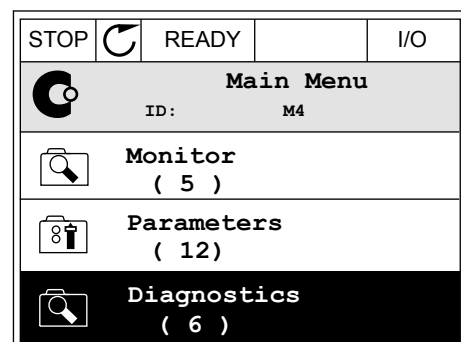 STOP READY I/O
Main Menu
ID: M4
Monitor
( 5 )
Parameters
( 12)
Diagnostics
( 6 )